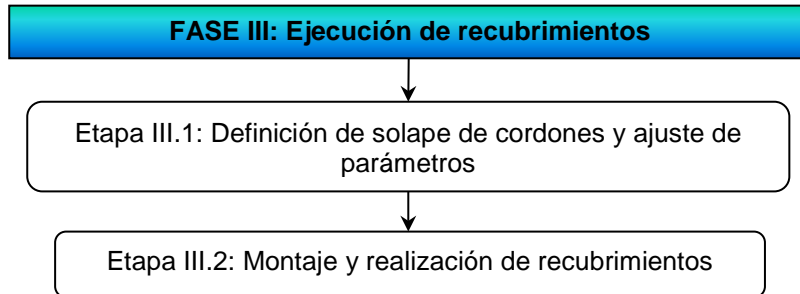 FASE III: Ejecución de recubrimientos
Etapa III.1: Definición de solape de cordones y ajuste de
parámetros
Etapa III.2: Montaje y realización de recubrimientos